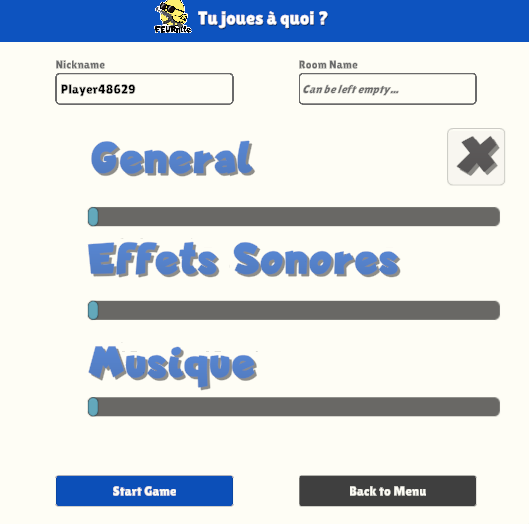 Tu joues à quoi ?
Nickname
Room Name
Player48629
Can be left empty...
General
Effets Sonores
Musique
Start Game
Back to Menu